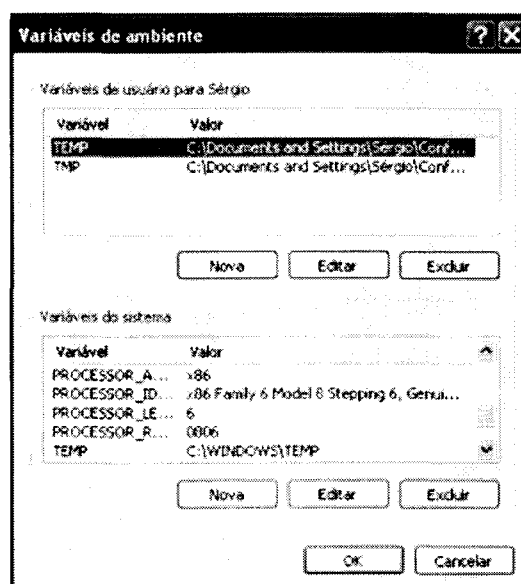 Variáveis de ambiente
Variáveis de usuário para Sérgio
Variável Valor
TEMP C:\Documents and Settings\Sérgio\Conf...
TMP C:\Documents and Settings\Sérgio\Conf...
Nova Editar Excluir
Variáveis do sistema
Variável Valor
PROCESSOR_A... x86
PROCESSOR_ID... x86 Family 6 Model 8 Stepping 6, Genui...
PROCESSOR_LE... 6
PROCESSOR_R... 0806
TEMP C:\WINDOWS\TEMP
Nova Editar Excluir
OK Cancelar